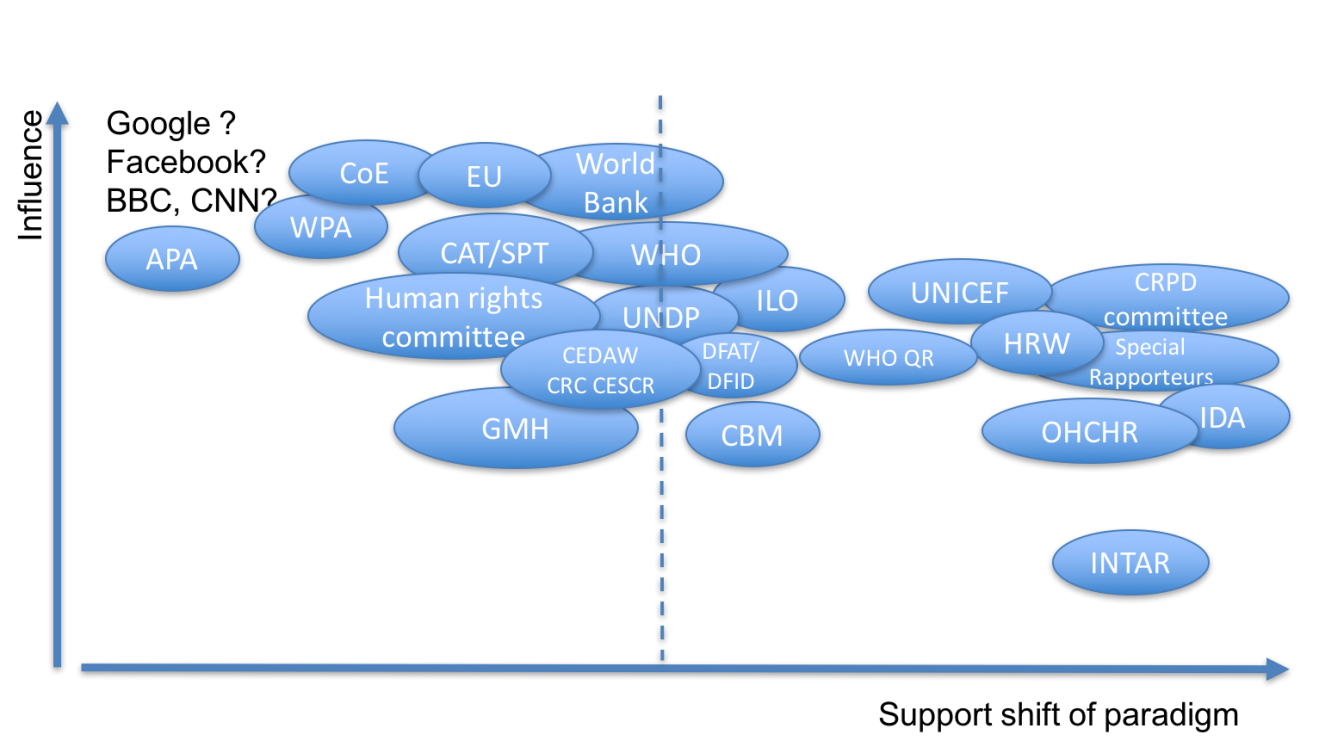 Influence
Google ?
Facebook?
BBC, CNN?
CoE
EU
World
Bank
WPA
APA
CAT/SPT
WHO
Human rights
committee
UNDP
ILO
UNICEF
CRPD
committee
CEDAW
CRC CESCR
DFAT/
DFID
WHO QR
HRW
Special
Rapporteurs
GMH
CBM
OHCHR
IDA
INTAR
Support shift of paradigm